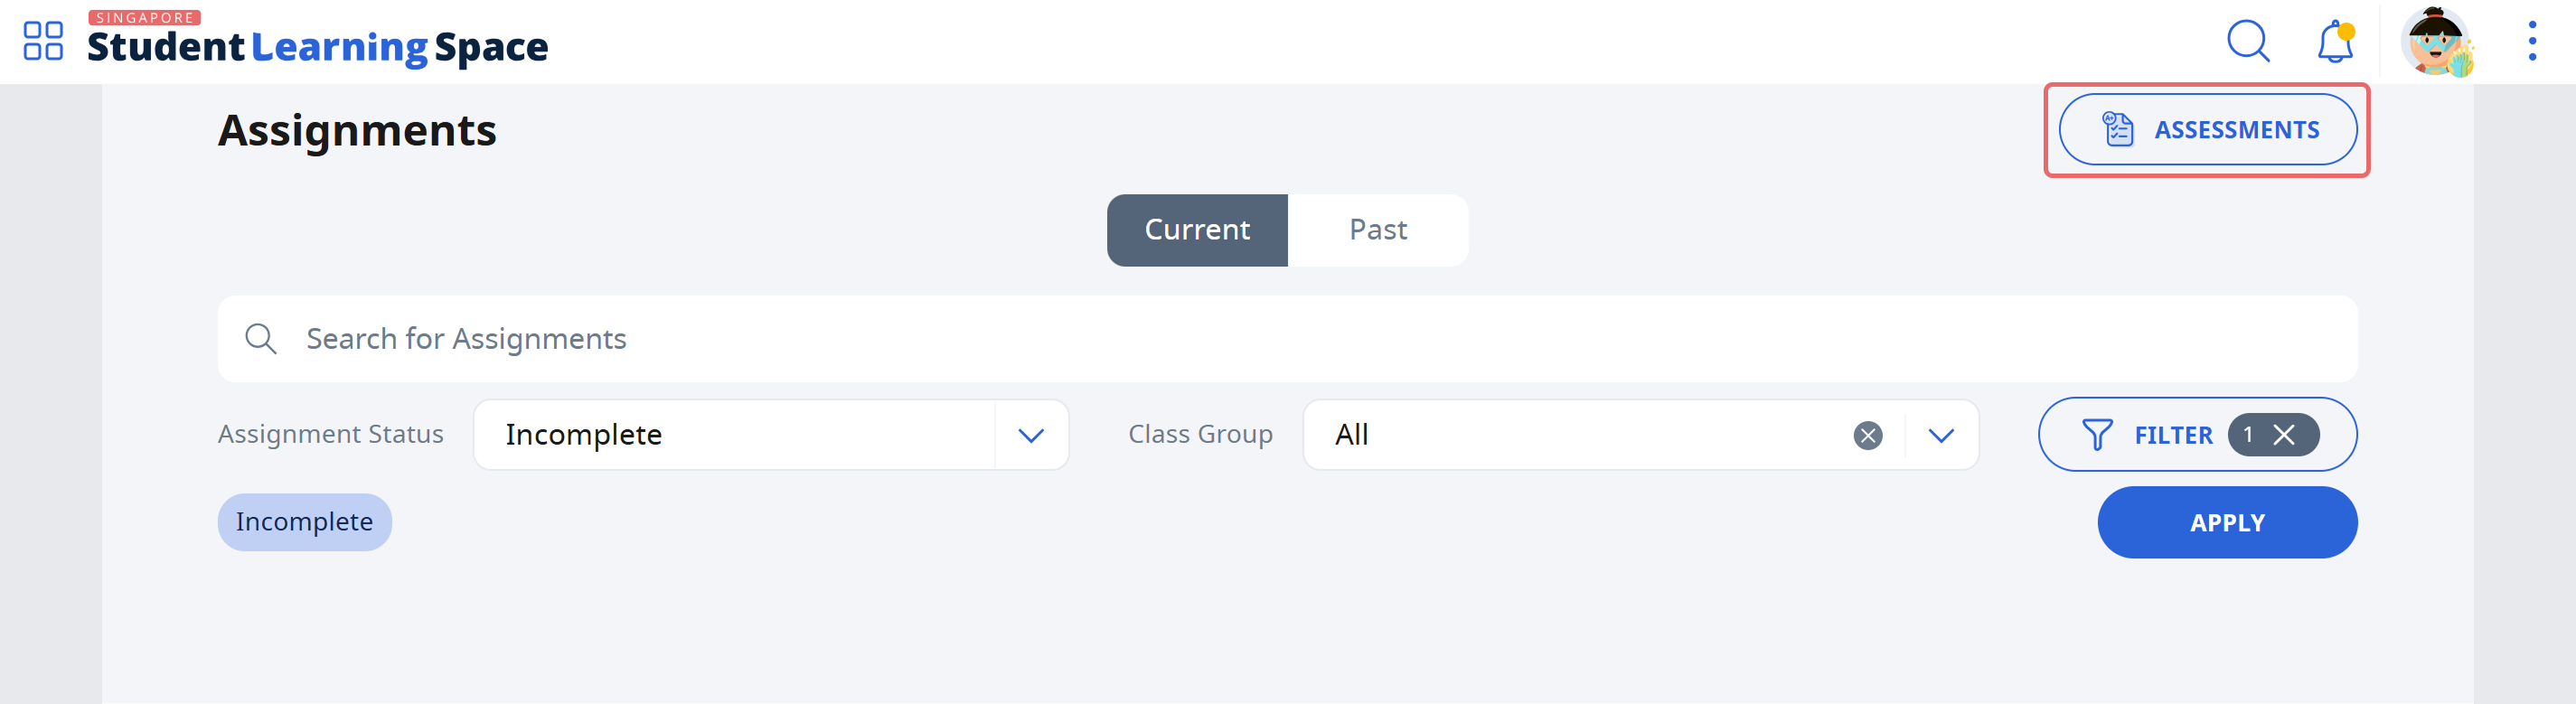 SINGAPORE
Student Learning Space
Assignments
A+ ASSESSMENTS
Current Past
Search for Assignments
Assignment Status Incomplete Class Group All FILTER 1
Incomplete APPLY